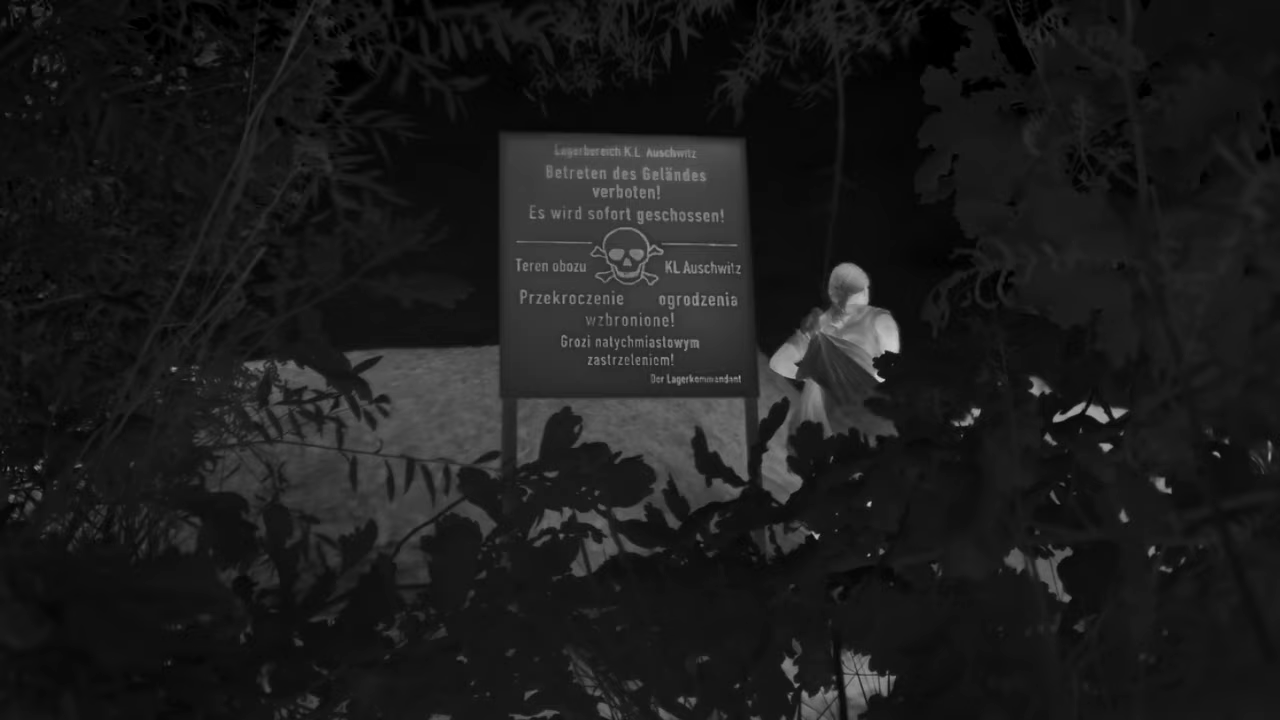 Lagerbereich K.L. Auschwitz
Betreten des Geländes
verboten!
Es wird sofort geschossen!
Teren obozu KL Auschwitz
Przekroczenie ogrodzenia
wzbronione!
Grozi natychmiastowym
zastrzeleniem!
Der Lagerkommandant